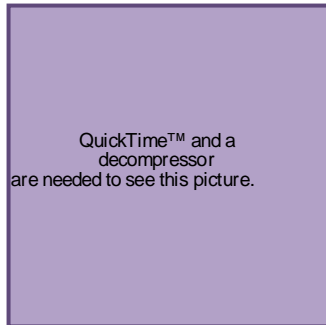 QuickTime™ and a
decompressor
are needed to see this picture.